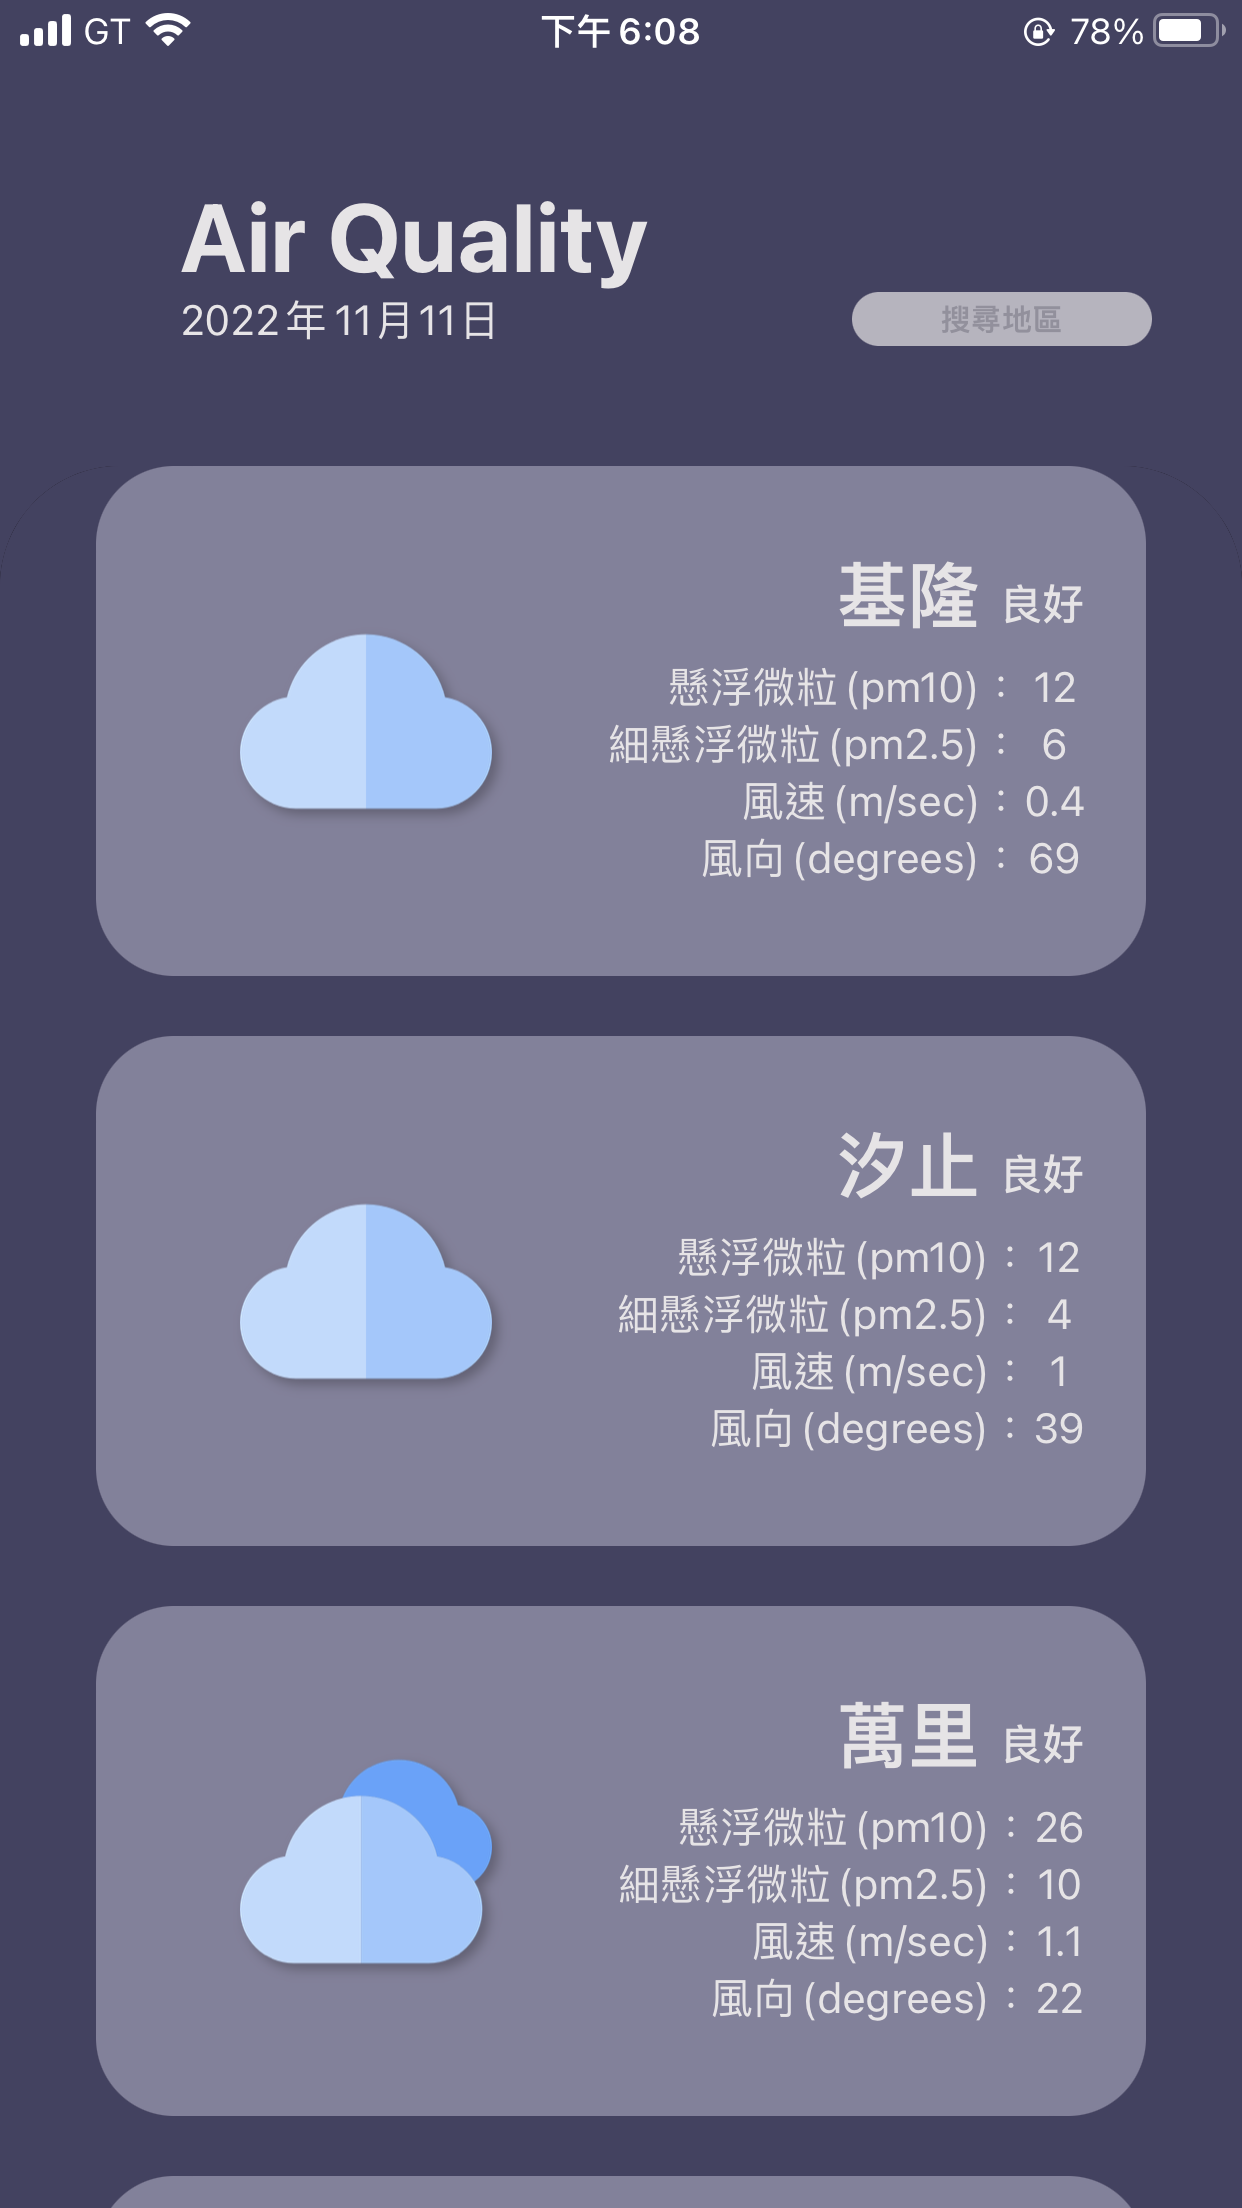 GT 下午6:08 78%
Air Quality
2022年11月11日
搜尋地區
基隆 良好
懸浮微粒(pm10)： 12
細懸浮微粒(pm2.5)： 6
風速(m/sec)： 0.4
風向(degrees)： 69
汐止 良好
懸浮微粒(pm10)： 12
細懸浮微粒(pm2.5)： 4
風速(m/sec)： 1
風向(degrees)： 39
萬里 良好
懸浮微粒(pm10)： 26
細懸浮微粒(pm2.5)： 10
風速(m/sec)： 1.1
風向(degrees)： 22